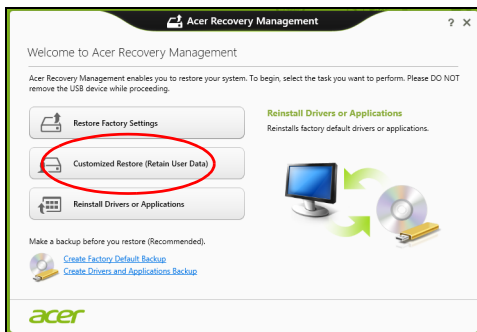 Acer Recovery Management
? X
Welcome to Acer Recovery Management
Acer Recovery Management enables you to restore your system. To begin, select the task you want to perform. Please DO NOT
remove the USB device while proceeding.
Restore Factory Settings
Customized Restore (Retain User Data)
Reinstall Drivers or Applications
Reinstall Drivers or Applications
Reinstalls factory default drivers or applications.
Make a backup before you restore (Recommended).
Create Factory Default Backup
Create Drivers and Applications Backup
acer